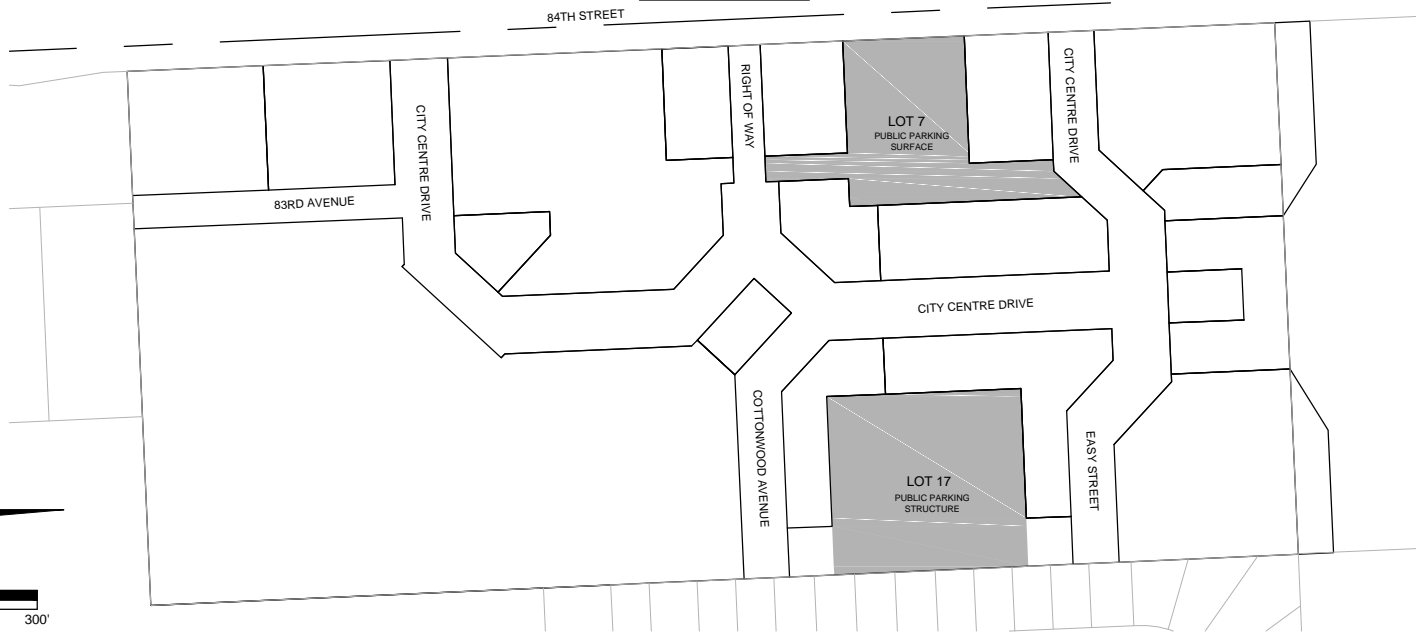 84TH STREET
CITY CENTRE DRIVE
RIGHT OF WAY
CITY CENTRE DRIVE
LOT 7
PUBLIC PARKING
SURFACE
83RD AVENUE
CITY CENTRE DRIVE
COTTONWOOD AVENUE
EASY STREET
LOT 17
PUBLIC PARKING
STRUCTURE
300'